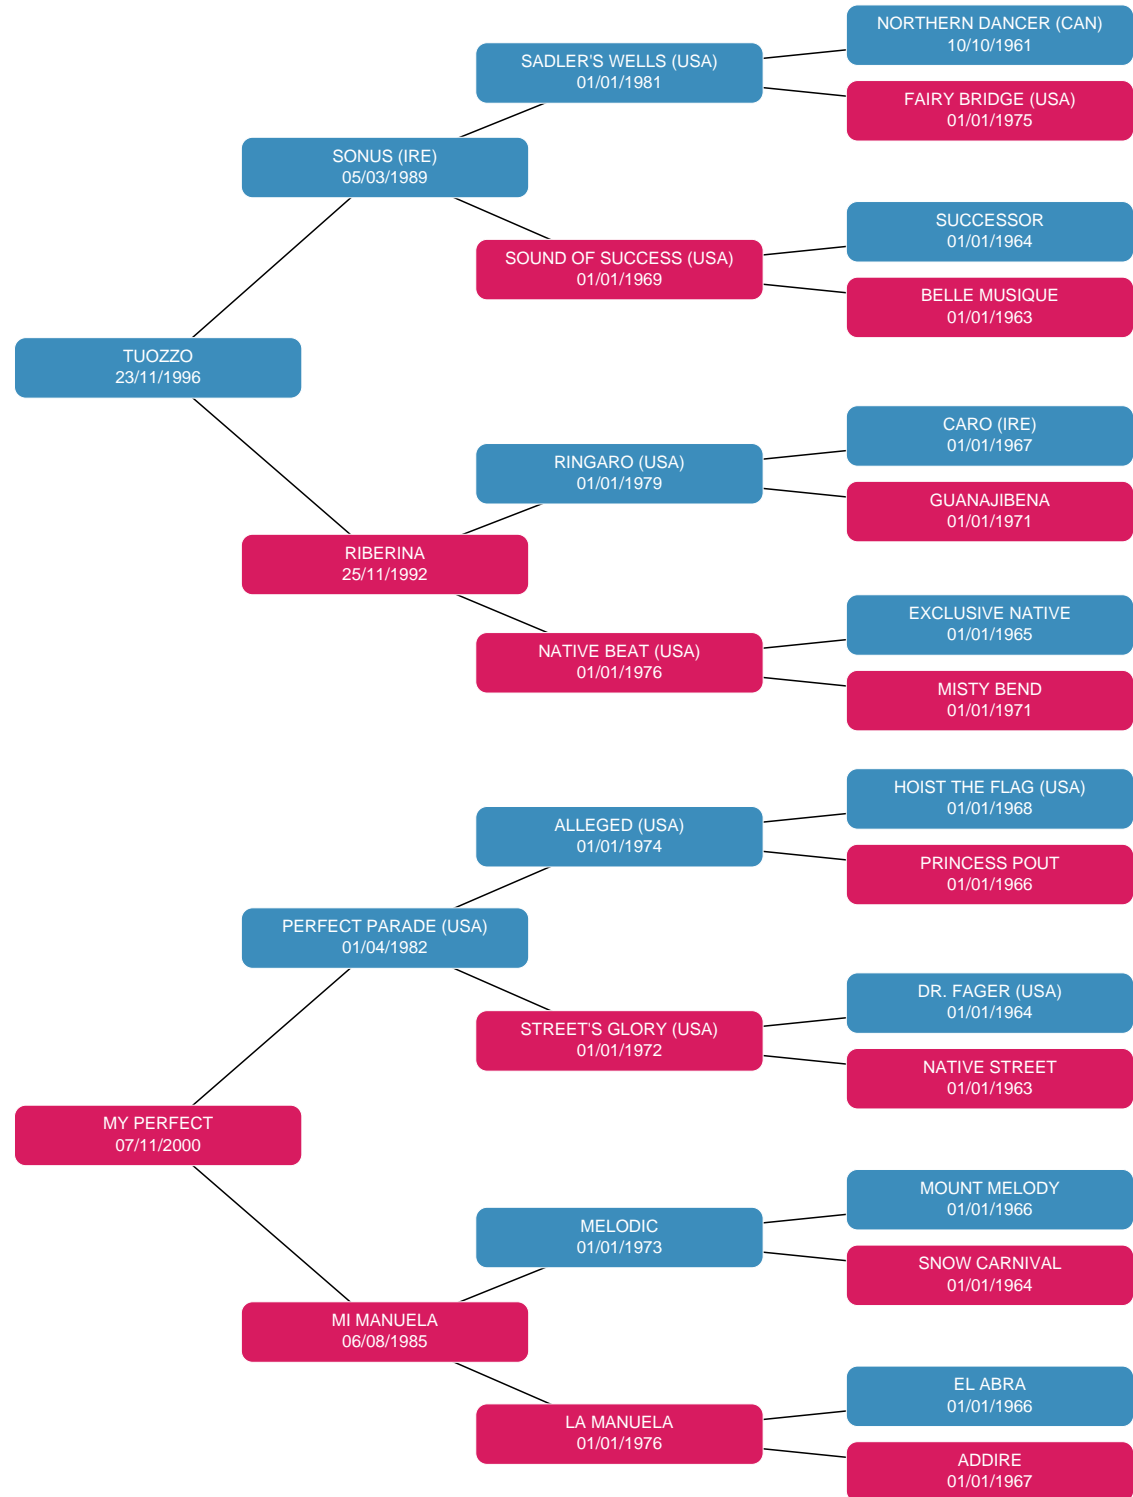 NORTHERN DANCER (CAN)
10/10/1961
SADLER'S WELLS (USA)
01/01/1981
FAIRY BRIDGE (USA)
01/01/1975
SONUS (IRE)
05/03/1989
SUCCESSOR
01/01/1964
SOUND OF SUCCESS (USA)
01/01/1969
BELLE MUSIQUE
01/01/1963
TUOZZO
23/11/1996
CARO (IRE)
01/01/1967
RINGARO (USA)
01/01/1979
GUANAJIBENA
01/01/1971
RIBERINA
25/11/1992
EXCLUSIVE NATIVE
01/01/1965
NATIVE BEAT (USA)
01/01/1976
MISTY BEND
01/01/1971
HOIST THE FLAG (USA)
01/01/1968
ALLEGED (USA)
01/01/1974
PRINCESS POUT
01/01/1966
PERFECT PARADE (USA)
01/04/1982
DR. FAGER (USA)
01/01/1964
STREET'S GLORY (USA)
01/01/1972
NATIVE STREET
01/01/1963
MY PERFECT
07/11/2000
MOUNT MELODY
01/01/1966
MELODIC
01/01/1973
SNOW CARNIVAL
01/01/1964
MI MANUELA
06/08/1985
EL ABRA
01/01/1966
LA MANUELA
01/01/1976
ADDIRE
01/01/1967